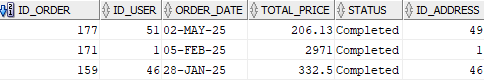 ID_ORDER ID_USER ORDER_DATE TOTAL_PRICE STATUS ID_ADDRESS
177 51 02-MAY-25 206.13 Completed 49
171 1 05-FEB-25 2971 Completed 1
159 46 28-JAN-25 332.5 Completed 46